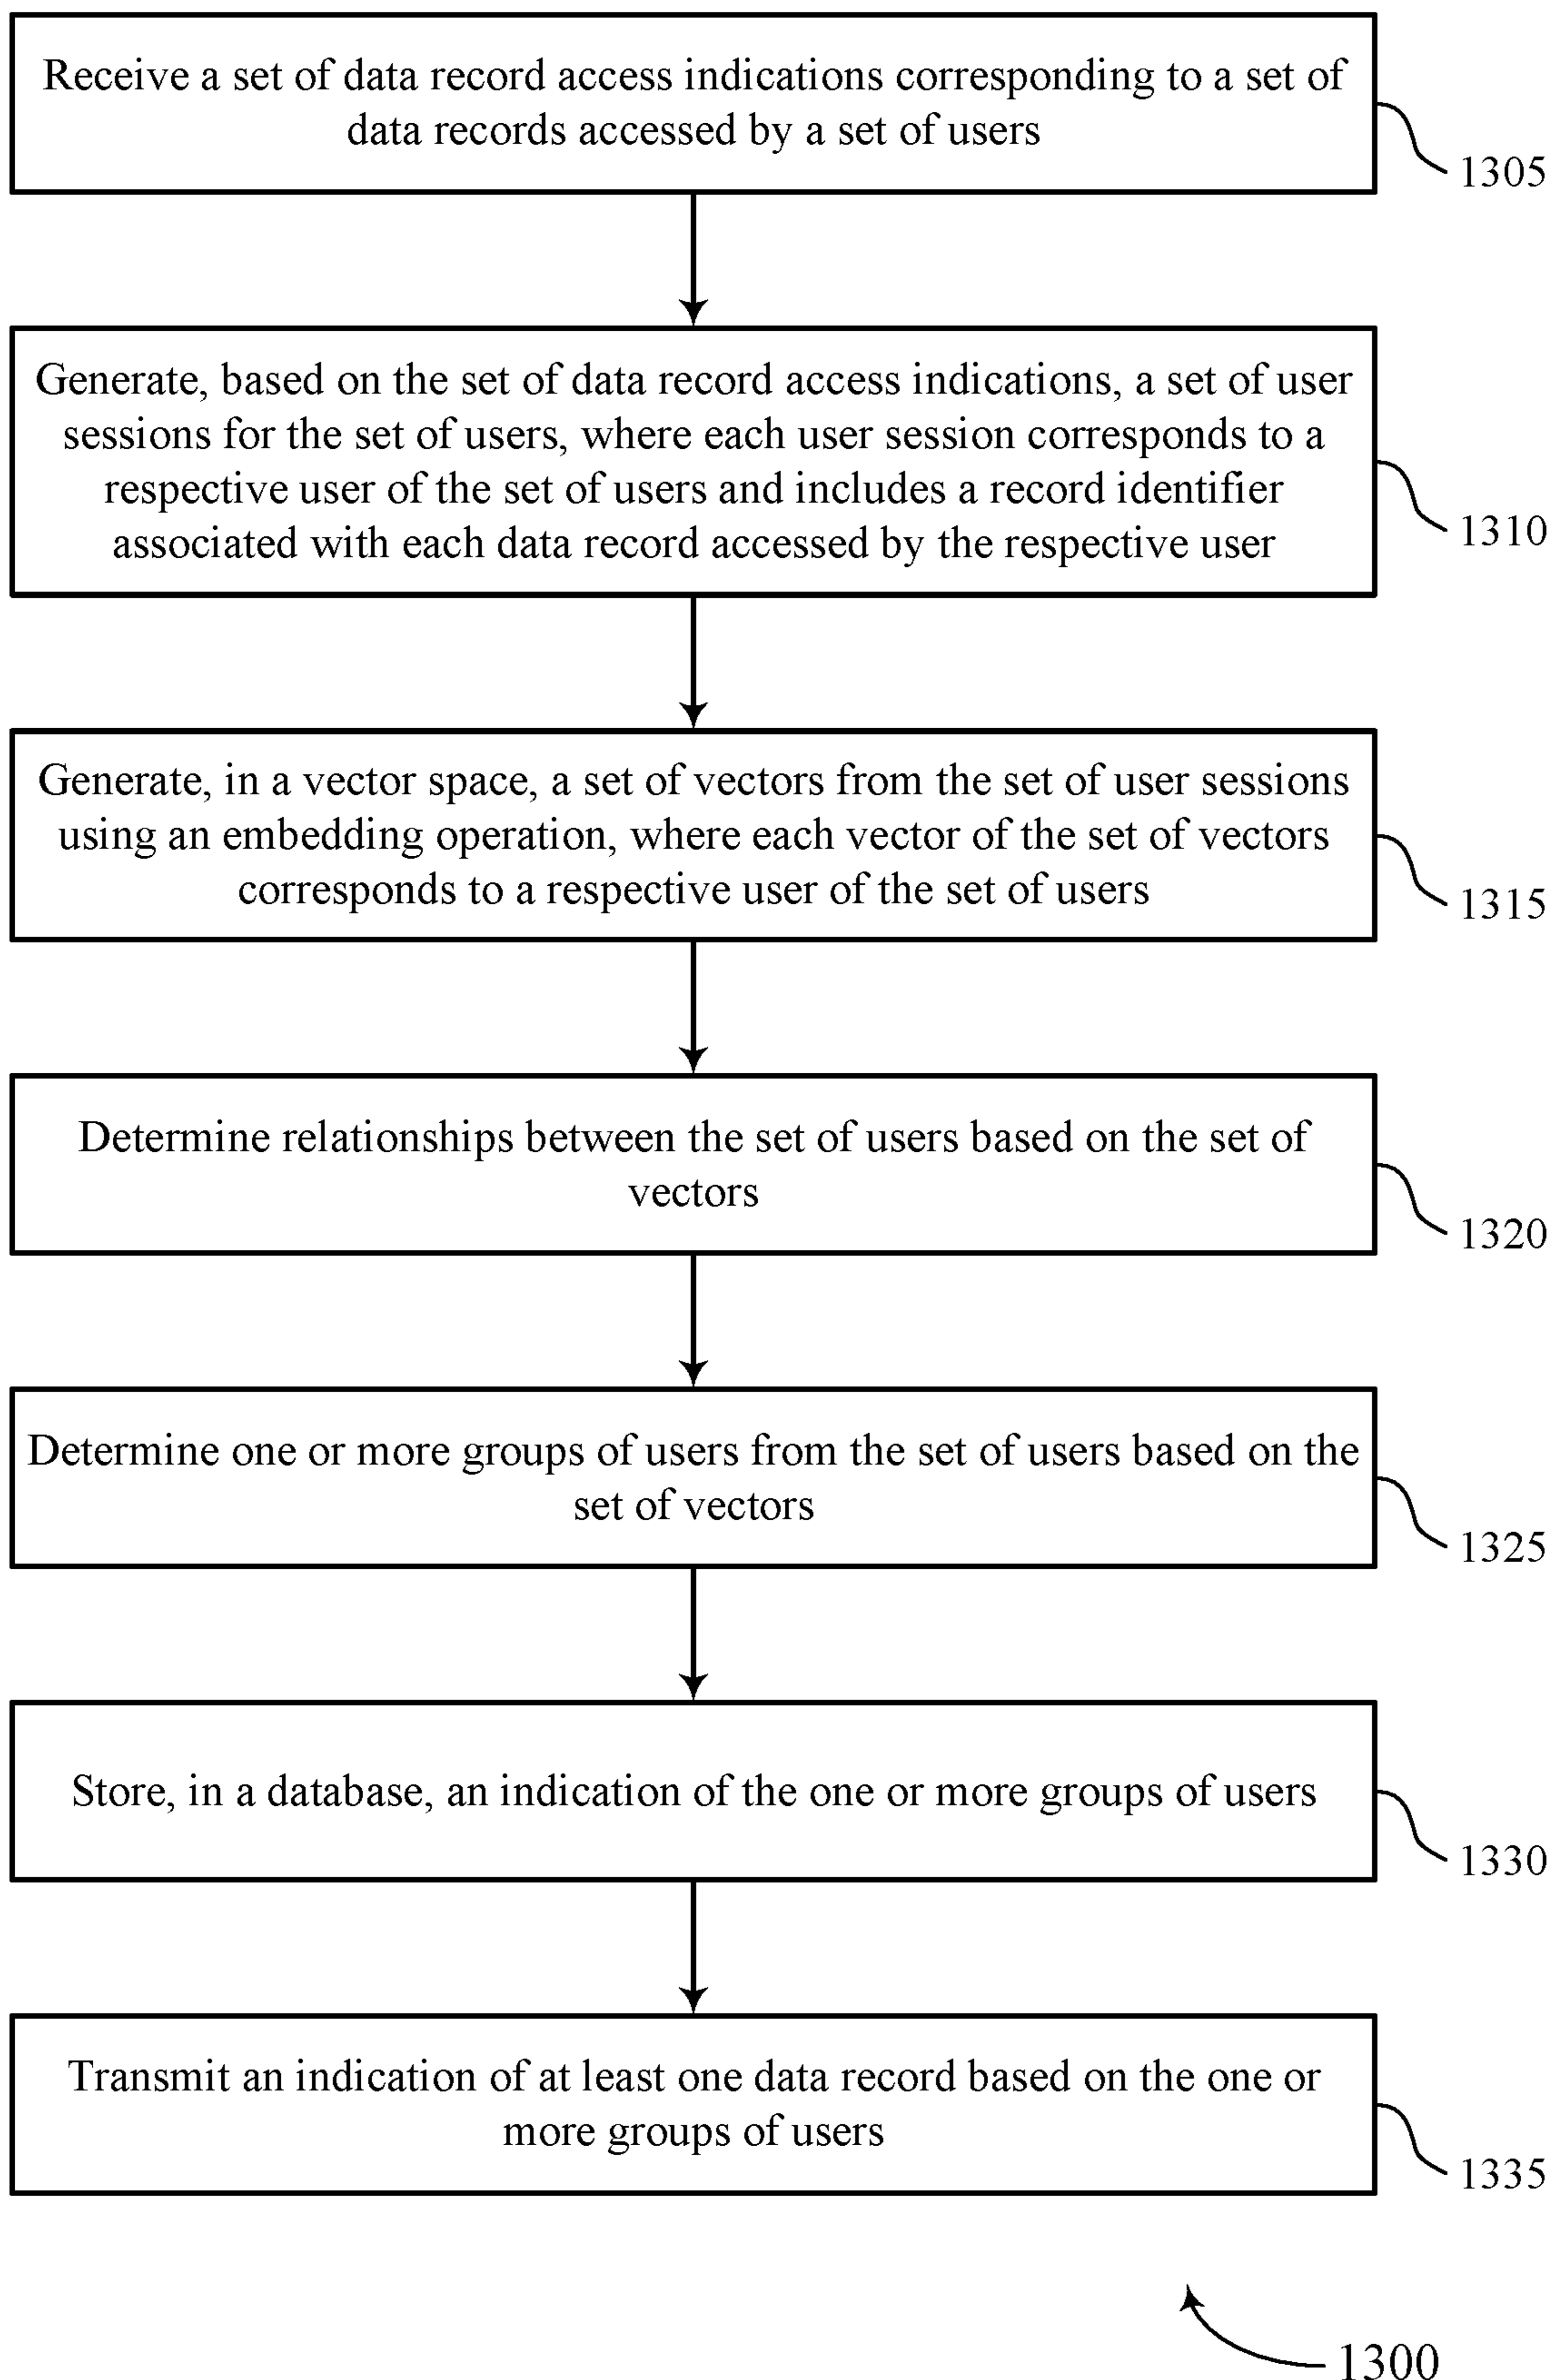 Receive a set of data record access indications corresponding to a set of
data records accessed by a set of users
1305
Generate, based on the set of data record access indications, a set of user
sessions for the set of users, where each user session corresponds to a
respective user of the set of users and includes a record identifier
associated with each data record accessed by the respective user
1310
Generate, in a vector space, a set of vectors from the set of user sessions
using an embedding operation, where each vector of the set of vectors
corresponds to a respective user of the set of users
1315
Determine relationships between the set of users based on the set of
vectors
1320
Determine one or more groups of users from the set of users based on the
set of vectors
1325
Store, in a database, an indication of the one or more groups of users
1330
Transmit an indication of at least one data record based on the one or
more groups of users
1335
1300